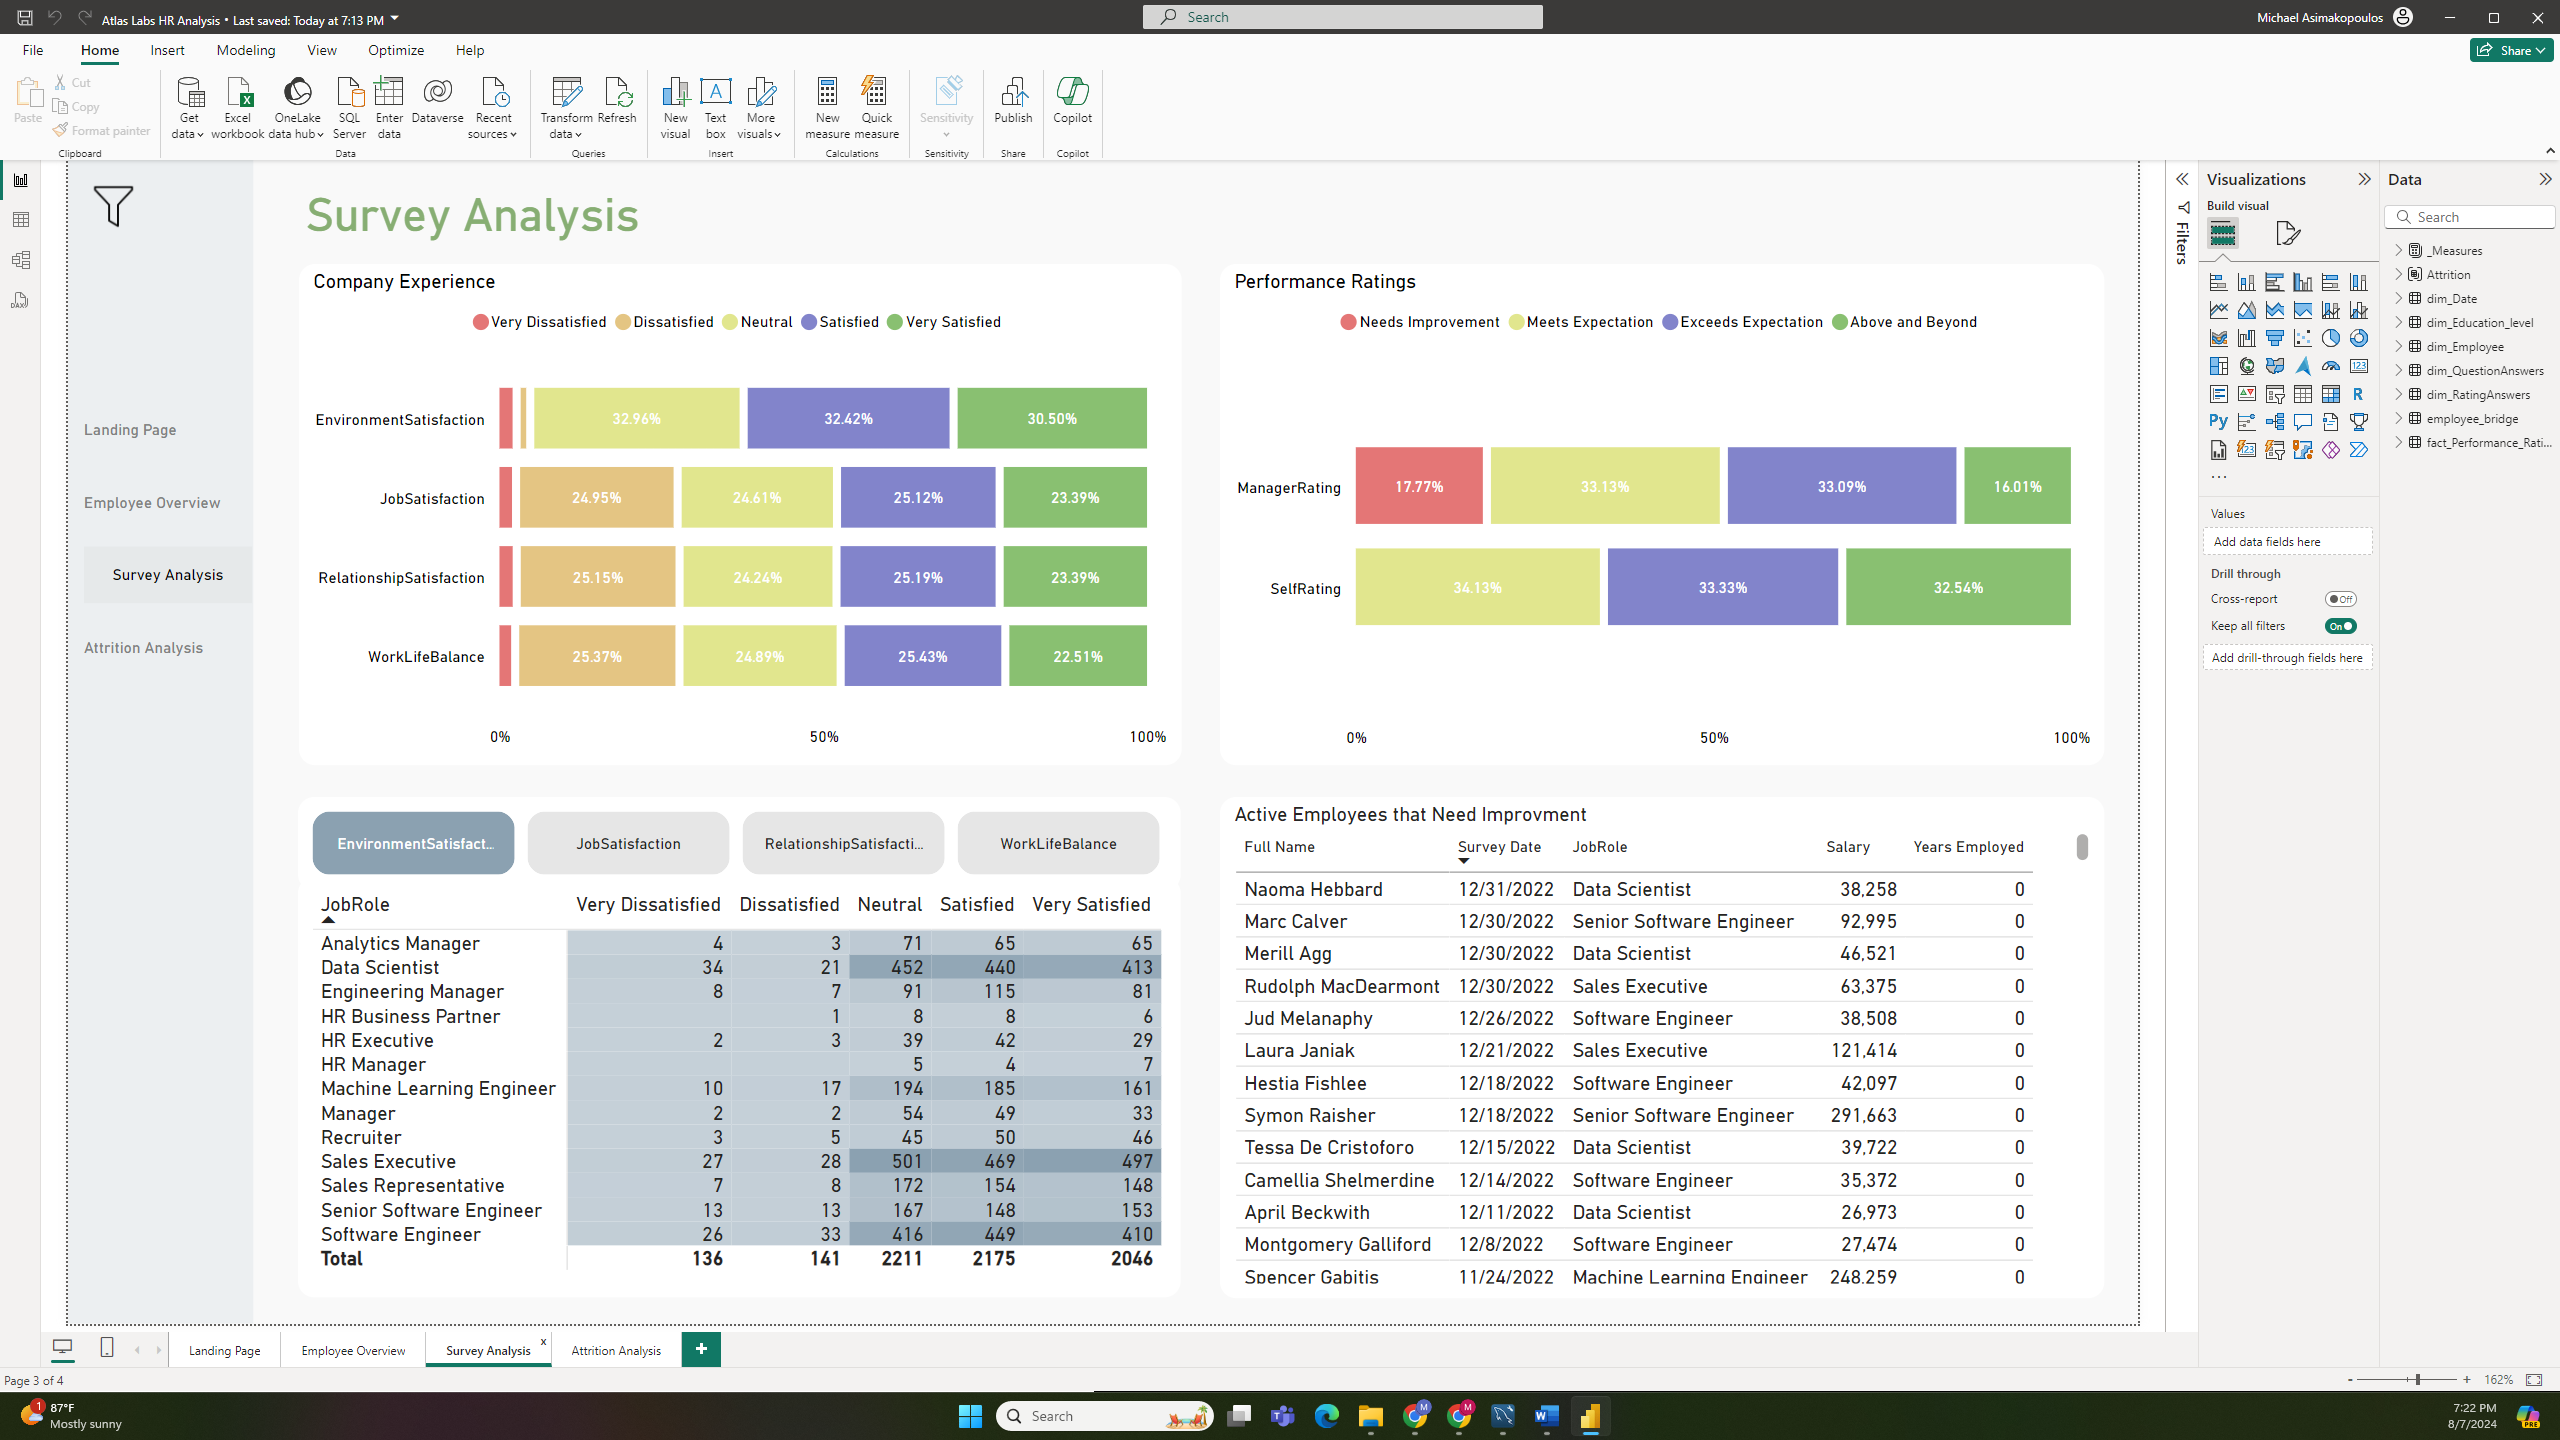 Atlas Labs HR Analysis • Last saved: Today at 7:13 PM
Search
Michael Asimakopoulos
File Home Insert Modeling View Optimize Help
Share
Paste
Cut
Copy
Format painter
Clipboard
Get data
Excel workbook
OneLake data hub
SQL Server
Enter data
Dataverse
Recent sources
Data
Transform data
Refresh
Queries
New visual
Text box
More visuals
Insert
New measure
Quick measure
Calculations
Sensitivity
Sensitivity
Publish
Share
Copilot
Copilot
Landing Page
Employee Overview
Survey Analysis
Attrition Analysis
Survey Analysis
Company Experience
Very Dissatisfied Dissatisfied Neutral Satisfied Very Satisfied
EnvironmentSatisfaction 32.96% 32.42% 30.50%
JobSatisfaction 24.95% 24.61% 25.12% 23.39%
RelationshipSatisfaction 25.15% 24.24% 25.19% 23.39%
WorkLifeBalance 25.37% 24.89% 25.43% 22.51%
0% 50% 100%
Performance Ratings
Needs Improvement Meets Expectation Exceeds Expectation Above and Beyond
ManagerRating 17.77% 33.13% 33.09% 16.01%
SelfRating 34.13% 33.33% 32.54%
0% 50% 100%
EnvironmentSatisfact... JobSatisfaction RelationshipSatisfacti... WorkLifeBalance
JobRole Very Dissatisfied Dissatisfied Neutral Satisfied Very Satisfied
Analytics Manager 4 3 71 65 65
Data Scientist 34 21 452 440 413
Engineering Manager 8 7 91 115 81
HR Business Partner 1 8 8 6
HR Executive 2 3 39 42 29
HR Manager 5 4 7
Machine Learning Engineer 10 17 194 185 161
Manager 2 2 54 49 33
Recruiter 3 5 45 50 46
Sales Executive 27 28 501 469 497
Sales Representative 7 8 172 154 148
Senior Software Engineer 13 13 167 148 153
Software Engineer 26 33 416 449 410
Total 136 141 2211 2175 2046
Active Employees that Need Improvment
Full Name Survey Date JobRole Salary Years Employed
Naoma Hebbard 12/31/2022 Data Scientist 38,258 0
Marc Calver 12/30/2022 Senior Software Engineer 92,995 0
Merill Agg 12/30/2022 Data Scientist 46,521 0
Rudolph MacDearmont 12/30/2022 Sales Executive 63,375 0
Jud Melanaphy 12/26/2022 Software Engineer 38,508 0
Laura Janiak 12/21/2022 Sales Executive 121,414 0
Hestia Fishlee 12/18/2022 Software Engineer 42,097 0
Symon Raisher 12/18/2022 Senior Software Engineer 291,663 0
Tessa De Cristoforo 12/15/2022 Data Scientist 39,722 0
Camellia Shelmerdine 12/14/2022 Software Engineer 35,372 0
April Beckwith 12/11/2022 Data Scientist 26,973 0
Montgomery Galliford 12/8/2022 Software Engineer 27,474 0
Spencer Gabitis 11/24/2022 Machine Learning Engineer 248,259 0
Filters
Visualizations
Build visual
123
R
Py
Values
Add data fields here
Drill through
Cross-report Off
Keep all filters On
Add drill-through fields here
Data
Search
_Measures
Attrition
dim_Date
dim_Education_level
dim_Employee
dim_QuestionAnswers
dim_RatingAnswers
employee_bridge
fact_Performance_Rati...
Landing Page Employee Overview Survey Analysis x Attrition Analysis +
Page 3 of 4
- + 162%
1
87°F
Mostly sunny
Search
7:22 PM
8/7/2024